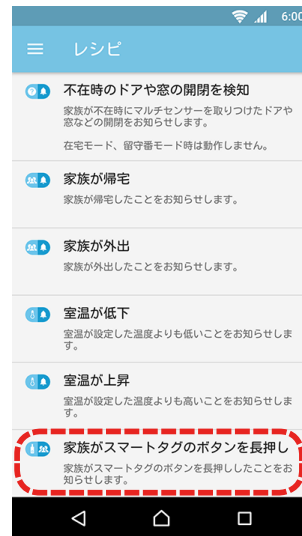 6:00
レシピ
不在時のドアや窓の開閉を検知
家族が不在時にマルチセンサーを取りつけたドアや
窓などの開閉をお知らせします。
在宅モード、留守番モード時は動作しません。
家族が帰宅
家族が帰宅したことをお知らせします。
家族が外出
家族が外出したことをお知らせします。
室温が低下
室温が設定した温度よりも低いことをお知らせしま
す。
室温が上昇
室温が設定した温度よりも高いことをお知らせしま
す。
家族がスマートタグのボタンを長押し
家族がスマートタグのボタンを長押ししたことをお
知らせします。